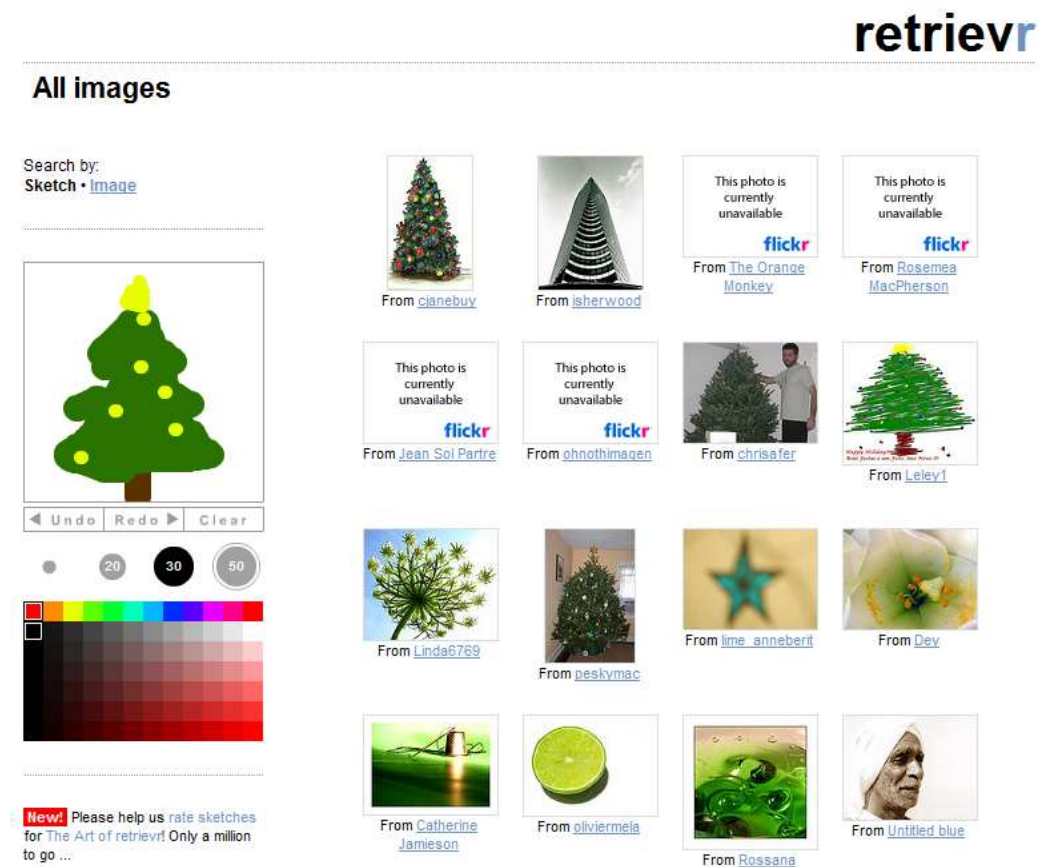 retrievr
All images
Search by:
Sketch • Image
From cjanebuy
From isherwood
This photo is
currently
unavailable
flickr
From The Orange
Monkey
This photo is
currently
unavailable
flickr
From Rosemea
MacPherson
This photo is
currently
unavailable
flickr
From Jean Sol Partre
This photo is
currently
unavailable
flickr
From ohnothimagen
From chrisafer
Happy Holidays
From Leley1
Undo Redo Clear
20 30 50
From Linda6769
From peskymac
From lime_anneberit
From Dey
From Catherine
Jamieson
From oliviermela
From Rossana
From Untitled blue
New! Please help us rate sketches
for The Art of retrievr! Only a million
to go ...